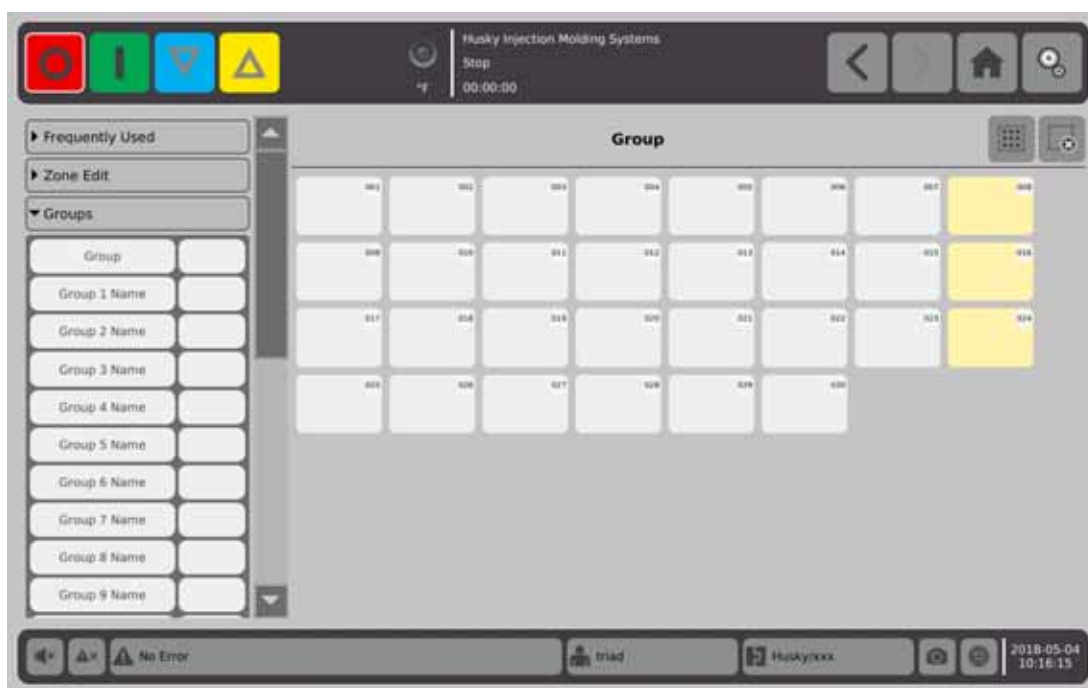 Husky Injection Molding Systems
Stop
°F 00:00:00
Frequently Used
Zone Edit
Groups
Group
Group 1 Name
Group 2 Name
Group 3 Name
Group 4 Name
Group 5 Name
Group 6 Name
Group 7 Name
Group 8 Name
Group 9 Name
Group
001 002 003 004 005 006 007 008
009 010 011 012 013 014 015 016
017 018 019 020 021 022 023 024
025 026 027 028 029 030
No Error
triad
Husky/xxx
2018-05-04
10:16:15